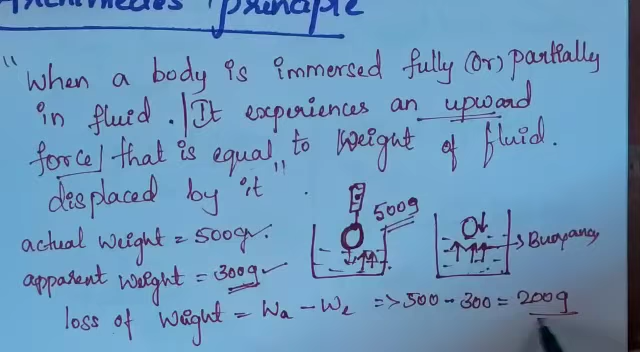 Archimedes principle
"When a body is immersed fully (or) partially
in fluid. It experiences an upward
force that is equal to weight of fluid.
displaced by it".
500g
actual weight = 500gr.
Buoyancy
apparent weight = 300g
loss of weight = Wa - We => 500 - 300 = 200g